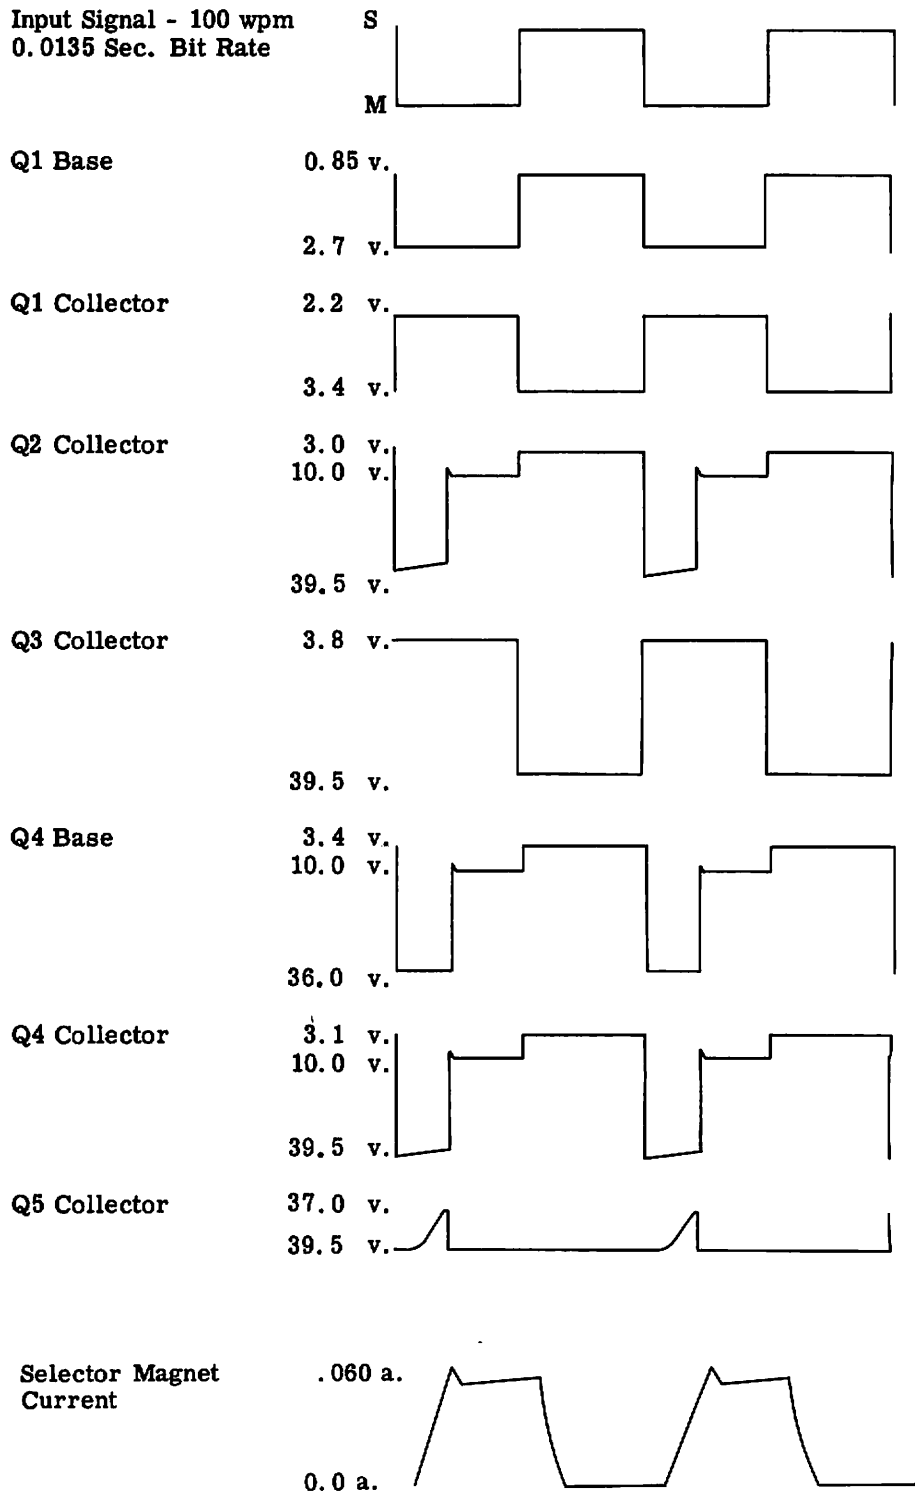 Input Signal - 100 wpm S
0.0135 Sec. Bit Rate
M
Q1 Base 0.85 v.
2.7 v.
Q1 Collector 2.2 v.
3.4 v.
Q2 Collector 3.0 v.
10.0 v.
39.5 v.
Q3 Collector 3.8 v.
39.5 v.
Q4 Base 3.4 v.
10.0 v.
36.0 v.
Q4 Collector 3.1 v.
10.0 v.
39.5 v.
Q5 Collector 37.0 v.
39.5 v.
Selector Magnet .060 a.
Current
0.0 a.